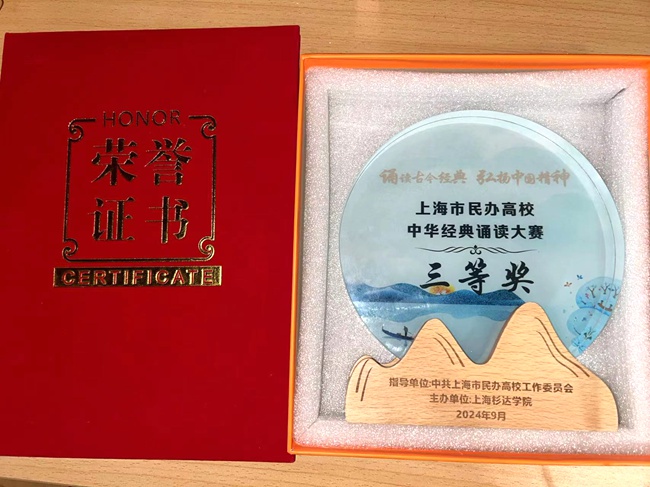 HONOR
荣誉
证书
CERTIFICATE
诵读古今经典 弘扬中国精神
上海市民办高校
中华经典诵读大赛
三等奖
指导单位:中共上海市民办高校工作委员会
主办单位:上海杉达学院
2024年9月